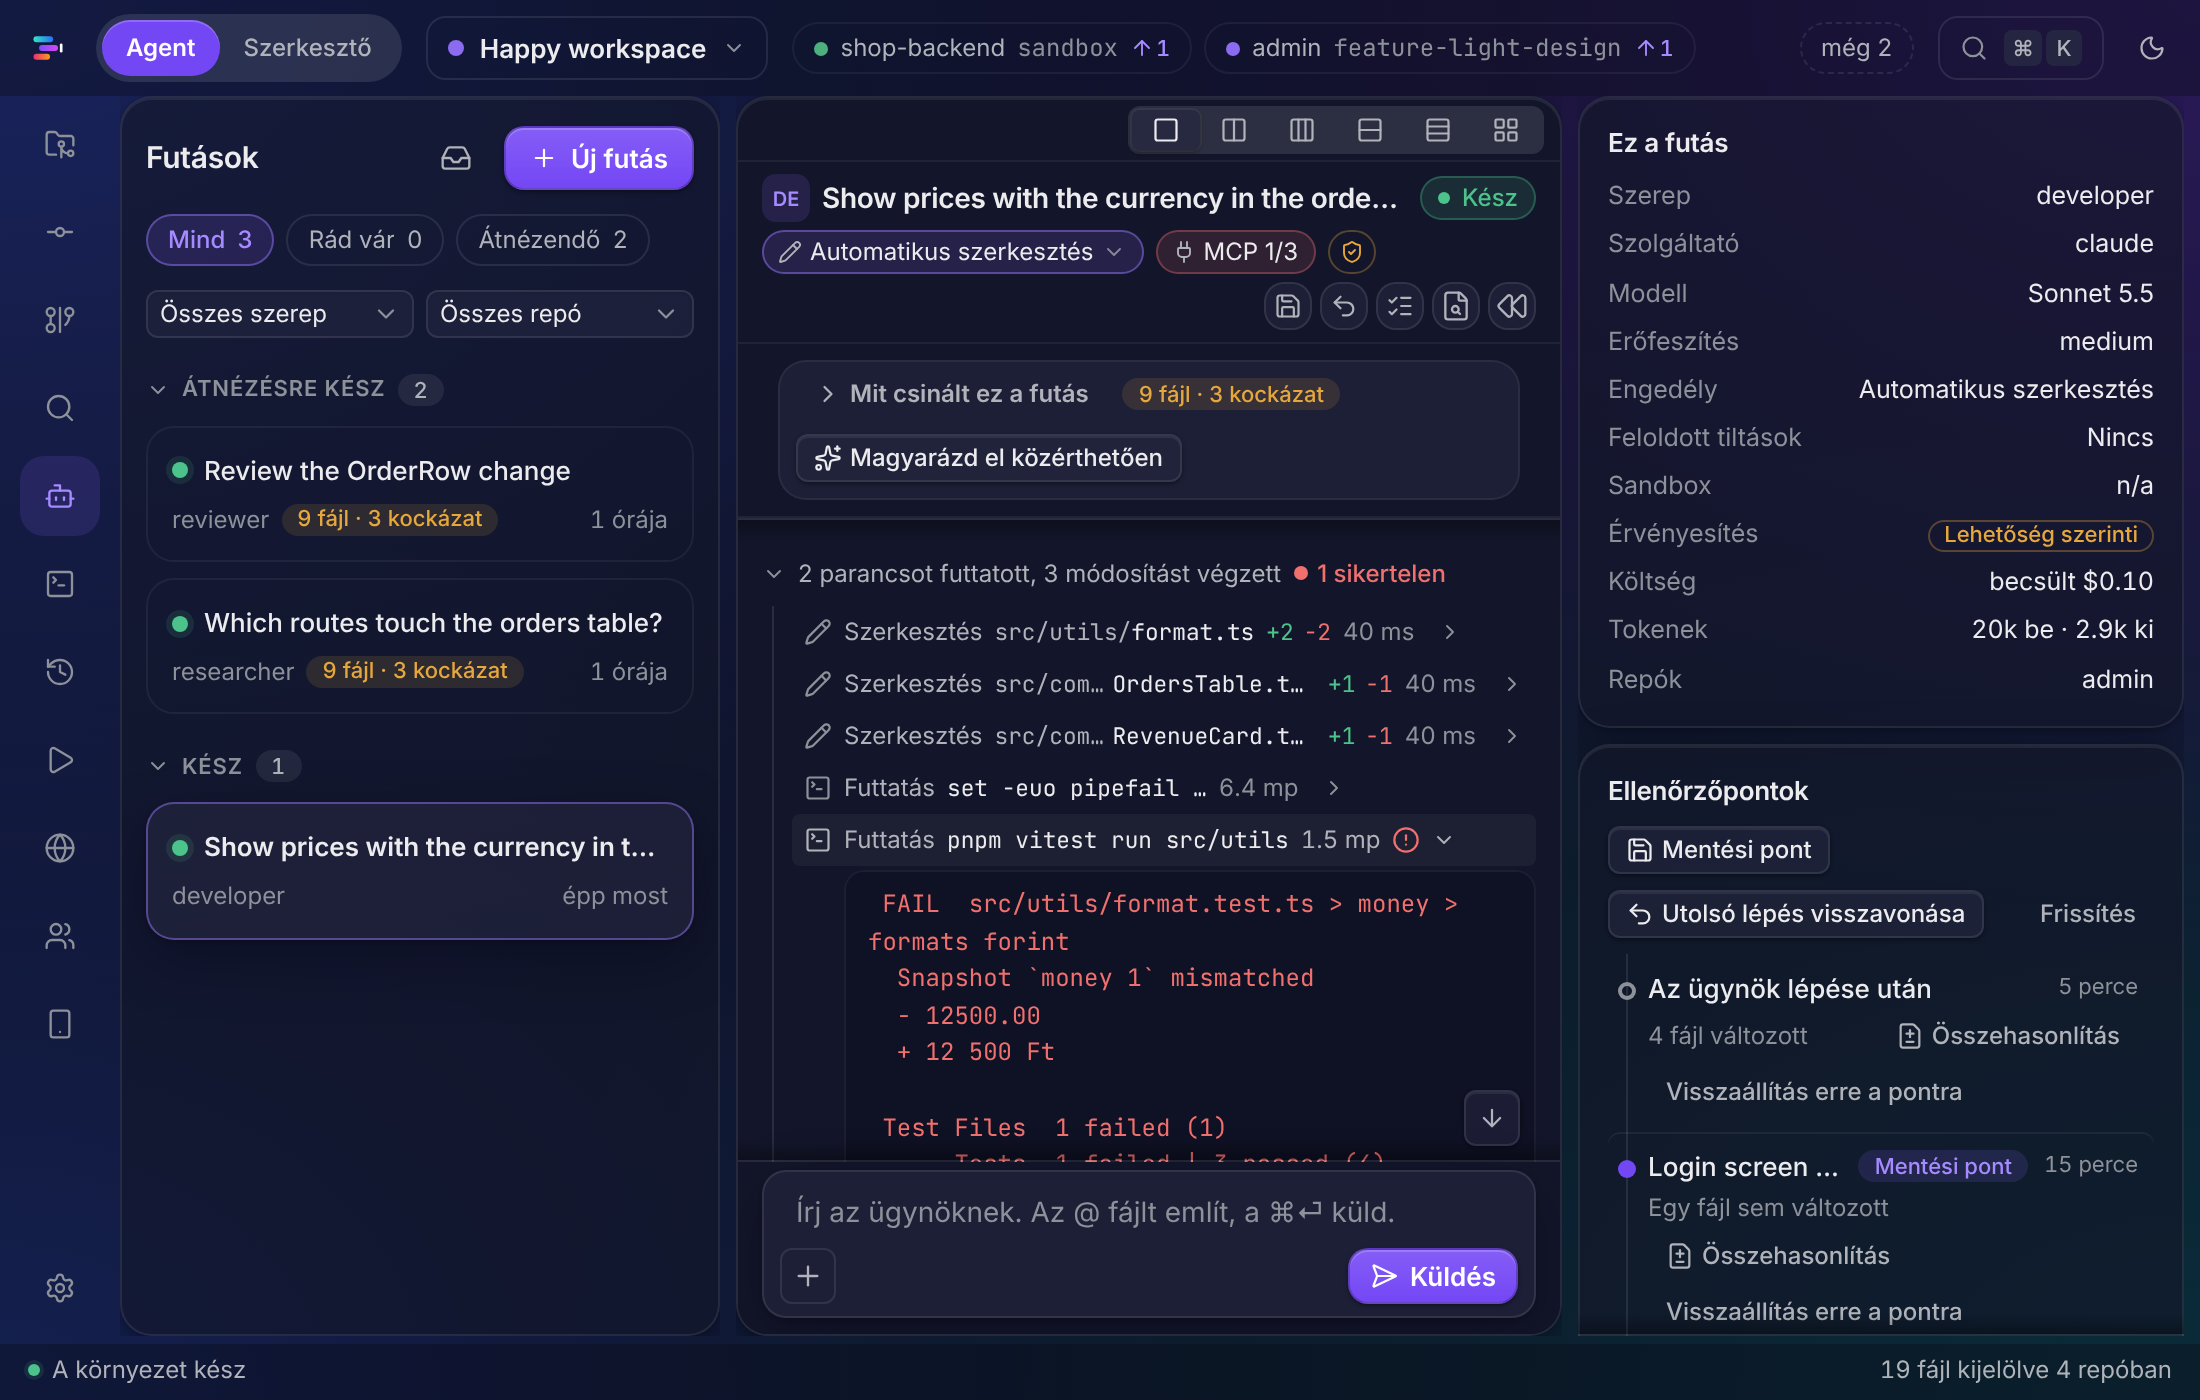 Agent
Szerkesztő
Happy workspace
shop-backend sandbox ↑1
admin feature-light-design ↑1
még 2
⌘ K
Futások
+ Új futás
Mind 3
Rád vár 0
Átnézendő 2
Összes szerep
Összes repó
ÁTNÉZÉSRE KÉSZ 2
Review the OrderRow change
reviewer 9 fájl · 3 kockázat 1 órája
Which routes touch the orders table?
researcher 9 fájl · 3 kockázat 1 órája
KÉSZ 1
Show prices with the currency in t…
developer épp most
DE Show prices with the currency in the orde… Kész
Automatikus szerkesztés
MCP 1/3
Mit csinált ez a futás 9 fájl · 3 kockázat
Magyarázd el közérthetően
2 parancsot futtatott, 3 módosítást végzett 1 sikertelen
Szerkesztés src/utils/format.ts +2 -2 40 ms
Szerkesztés src/com… OrdersTable.t… +1 -1 40 ms
Szerkesztés src/com… RevenueCard.t… +1 -1 40 ms
Futtatás set -euo pipefail … 6.4 mp
Futtatás pnpm vitest run src/utils 1.5 mp
FAIL src/utils/format.test.ts > money >
formats forint
Snapshot `money 1` mismatched
- 12500.00
+ 12 500 Ft
Test Files 1 failed (1)
Tests 1 failed | 3 passed (4)
Írj az ügynöknek. Az @ fájlt említ, a ⌘⏎ küld.
Küldés
Ez a futás
Szerep developer
Szolgáltató claude
Modell Sonnet 5.5
Erőfeszítés medium
Engedély Automatikus szerkesztés
Feloldott tiltások Nincs
Sandbox n/a
Érvényesítés Lehetőség szerinti
Költség becsült $0.10
Tokenek 20k be · 2.9k ki
Repók admin
Ellenőrzőpontok
Mentési pont
Utolsó lépés visszavonása
Frissítés
Az ügynök lépése után 5 perce
4 fájl változott Összehasonlítás
Visszaállítás erre a pontra
Login screen … Mentési pont 15 perce
Egy fájl sem változott
Összehasonlítás
Visszaállítás erre a pontra
A környezet kész
19 fájl kijelölve 4 repóban